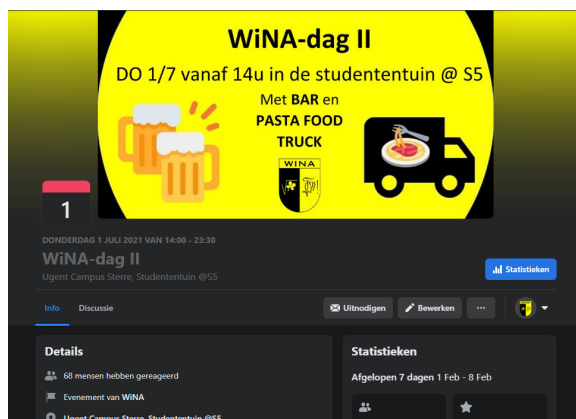 WiNA-dag II
DO 1/7 vanaf 14u in de studententuin @ S5
Met BAR en
PASTA FOOD
TRUCK
WINA
1
DONDERDAG 1 JULI 2021 VAN 14:00 - 23:30
WiNA-dag II
Ugent Campus Sterre, Studententuin @S5
Statistieken
Info Discussie Uitnodigen Bewerken ...
Details
68 mensen hebben gereageerd
Evenement van WiNA
Ugent Campus Sterre, Studententuin @S5
Statistieken
Afgelopen 7 dagen 1 Feb - 8 Feb